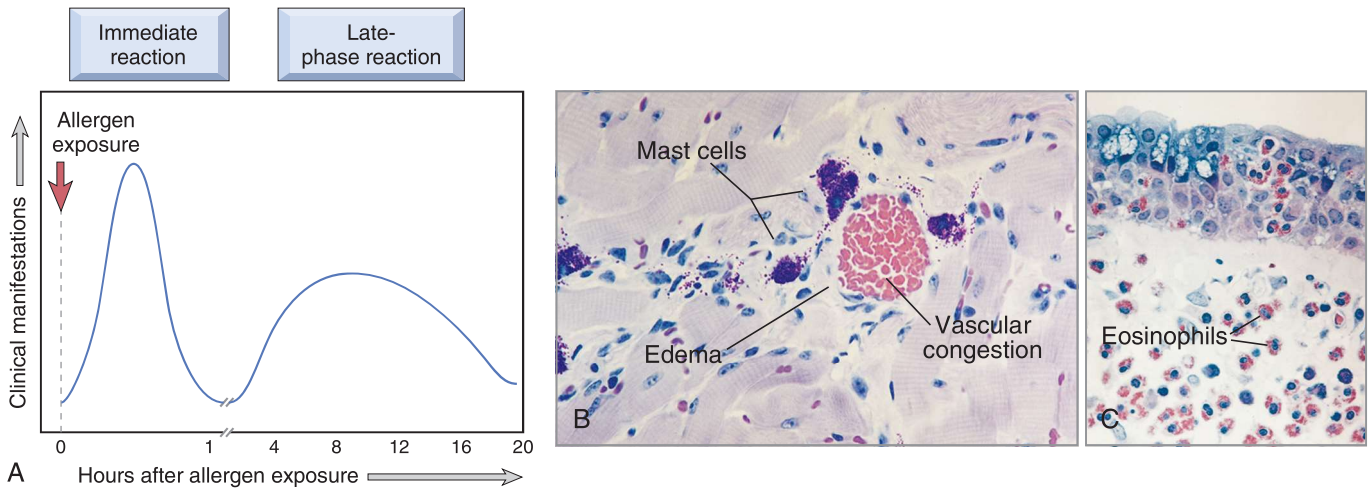 Immediate
reaction
Late-
phase reaction
Allergen
exposure
Clinical manifestations
0
1
4
8
12
16
20
Hours after allergen exposure
A
Mast cells
Edema
Vascular
congestion
B
Eosinophils
C